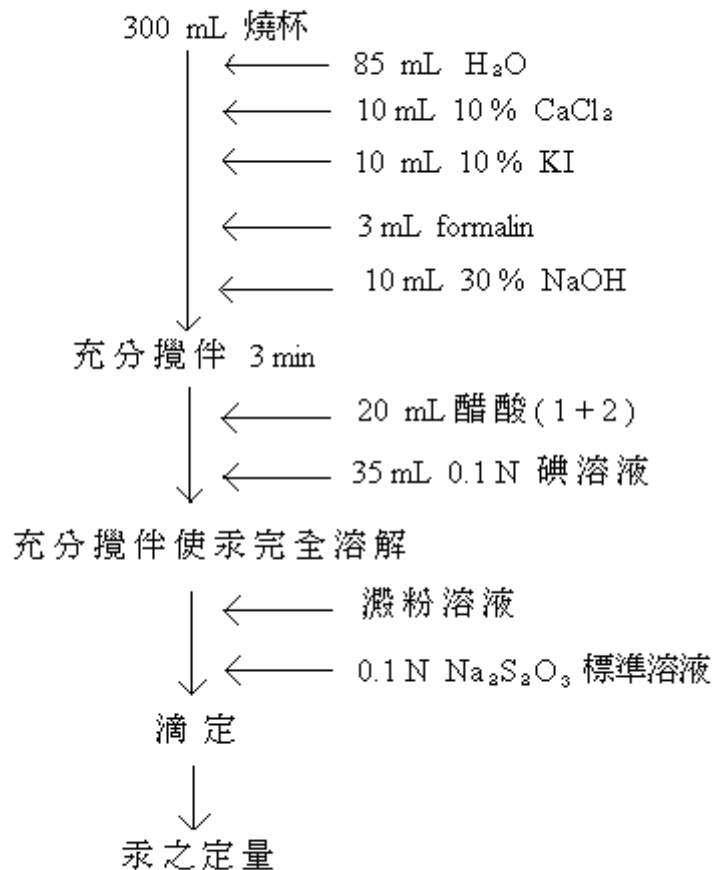 300 mL 燒杯
85 mL H₂O
10 mL 10% CaCl₂
10 mL 10% KI
3 mL formalin
10 mL 30% NaOH
充分攪拌 3 min
20 mL 醋酸(1+2)
35 mL 0.1 N 碘溶液
充分攪拌使汞完全溶解
澱粉溶液
0.1 N Na₂S₂O₃ 標準溶液
滴定
汞之定量